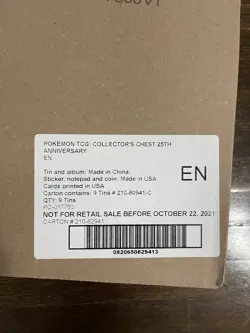 POKEMON TCG: COLLECTOR'S CHEST 25TH
ANNIVERSARY
EN
Tin and album: Made in China;
Sticker, notepad and coin: Made in USA
Cards printed in USA
Carton contains: 9 Tins # 210-80941-C
QTY: 9 Tins
EN
NOT FOR RETAIL SALE BEFORE OCTOBER 22, 2021
CARTON # 210-82941
0820650829413